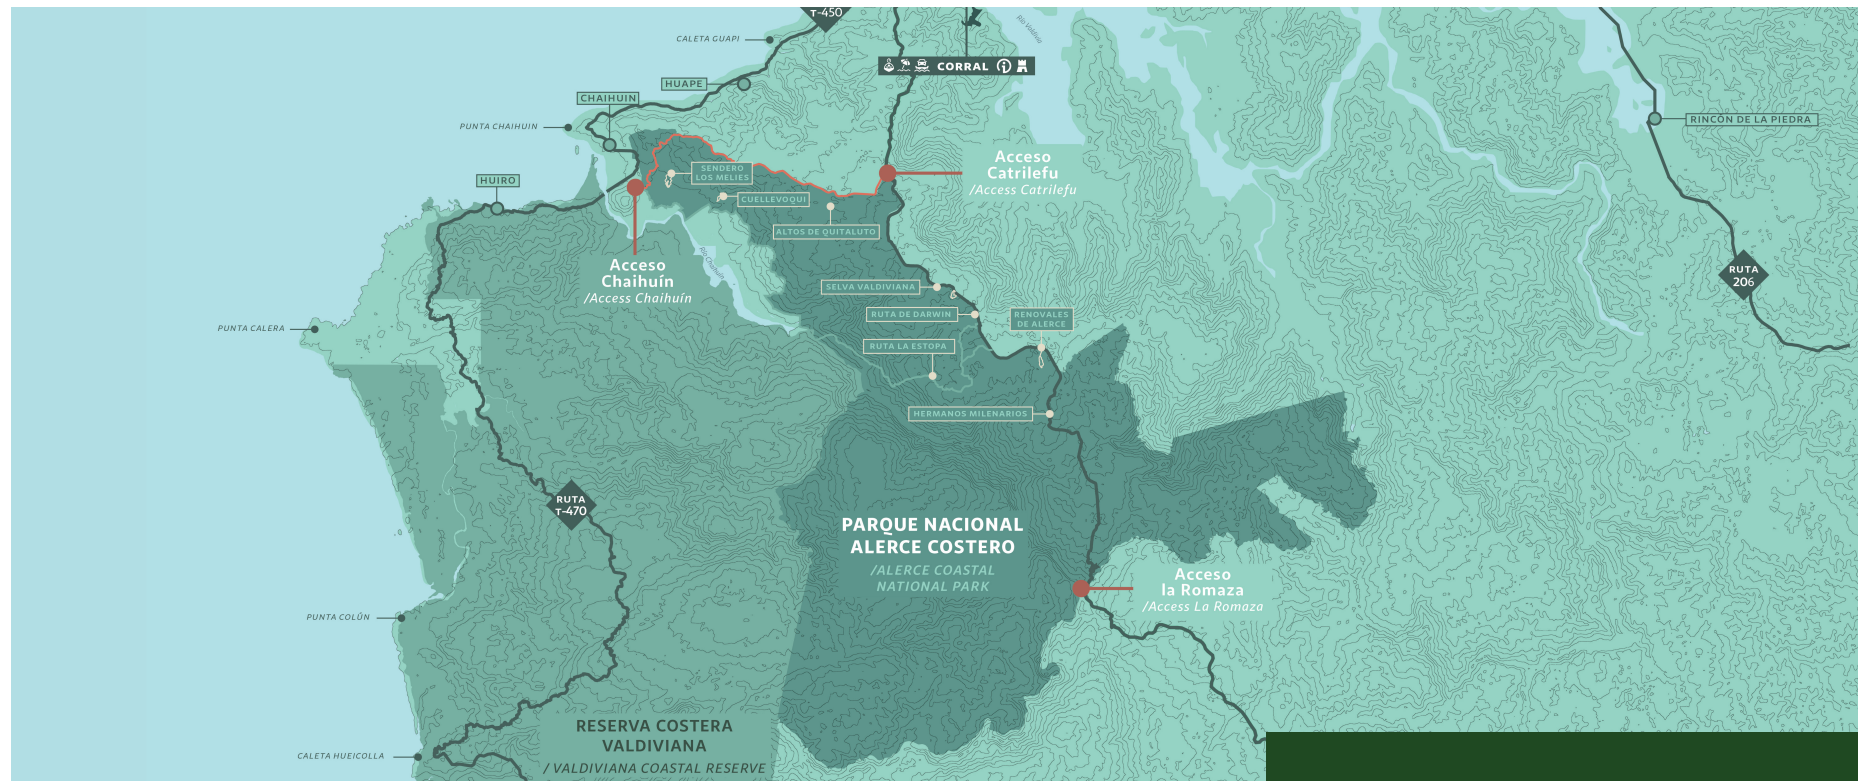 T-450
CALETA GUAPI
Río Valdivia
CORRAL
HUAPE
CHAIHUIN
PUNTA CHAIHUIN
RINCÓN DE LA PIEDRA
HUIRO
SENDERO
LOS MELIES
CUELLEVOQUI
ALTOS DE QUITALUTO
Acceso
Catrilefu
/Access Catrilefu
Río Chaihuín
Acceso
Chaihuín
/Access Chaihuín
RUTA
206
SELVA VALDIVIANA
RUTA DE DARWIN
RENOVALES
DE ALERCE
PUNTA CALERA
RUTA LA ESTOPA
HERMANOS MILENARIOS
RUTA
T-470
PARQUE NACIONAL
ALERCE COSTERO
/ALERCE COASTAL
NATIONAL PARK
Acceso
la Romaza
/Access La Romaza
PUNTA COLÚN
RESERVA COSTERA
VALDIVIANA
/ VALDIVIANA COASTAL RESERVE
CALETA HUEICOLLA